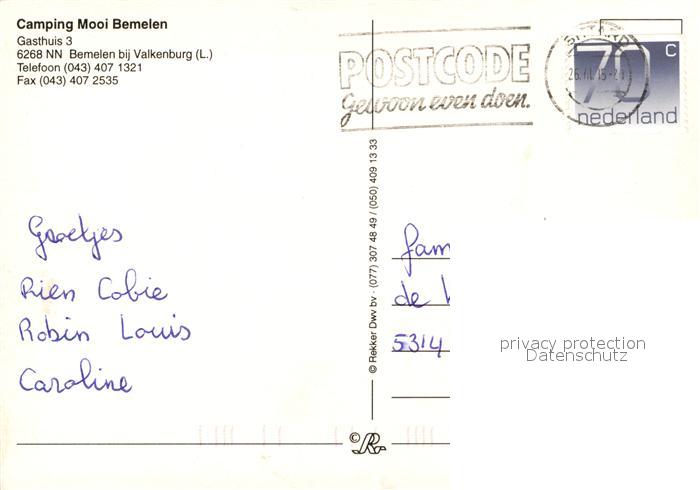 Camping Mooi Bemelen
Gasthuis 3
6268 NN Bemelen bij Valkenburg (L.)
Telefoon (043) 407 1321
Fax (043) 407 2535
POSTCODE
Gewoon even doen.
70 C
nederland
© Rekker Dwv bv - (077) 307 48 49 / (050) 409 13 33
Groetjes
Rien Cobie
Robin Louis
Caroline
fam
de
5314
privacy protection
Datenschutz
©R